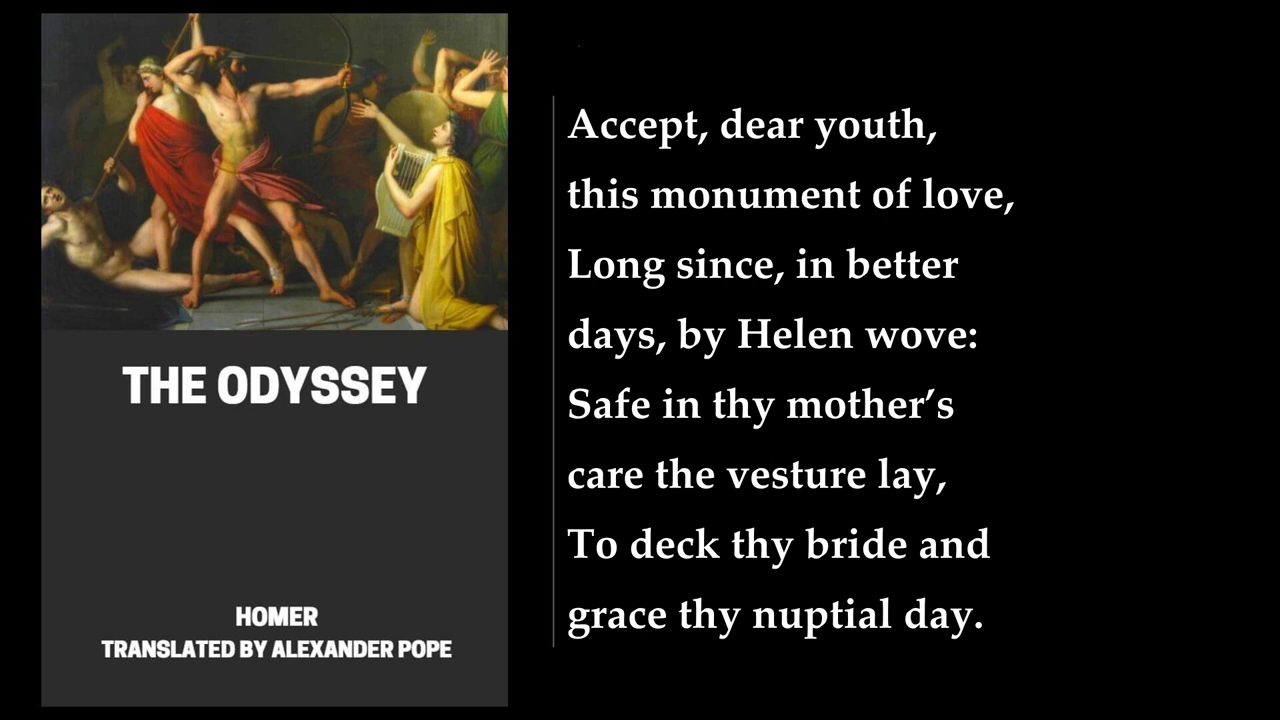 THE ODYSSEY
HOMER
TRANSLATED BY ALEXANDER POPE
Accept, dear youth,
this monument of love,
Long since, in better
days, by Helen wove:
Safe in thy mother’s
care the vesture lay,
To deck thy bride and
grace thy nuptial day.